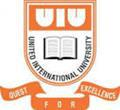 UIU
UNITED INTERNATIONAL UNIVERSITY
QUEST FOR EXCELLENCE